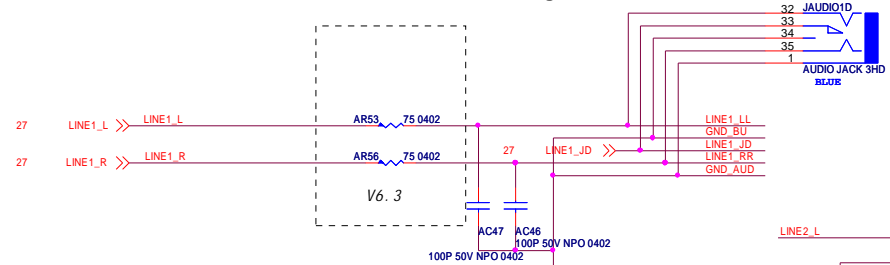 32 JAUDIO1D
33
34
35
1
AUDIO JACK 3HD
BLUE
27 LINE1_L LINE1_L AR53 75 0402 LINE1_LL
GND_BU
27 LINE1_JD LINE1_JD
27 LINE1_R LINE1_R AR56 75 0402 LINE1_RR
GND_AUD
V6.3
AC47 AC46
100P 50V NPO 0402
100P 50V NPO 0402
LINE2_L